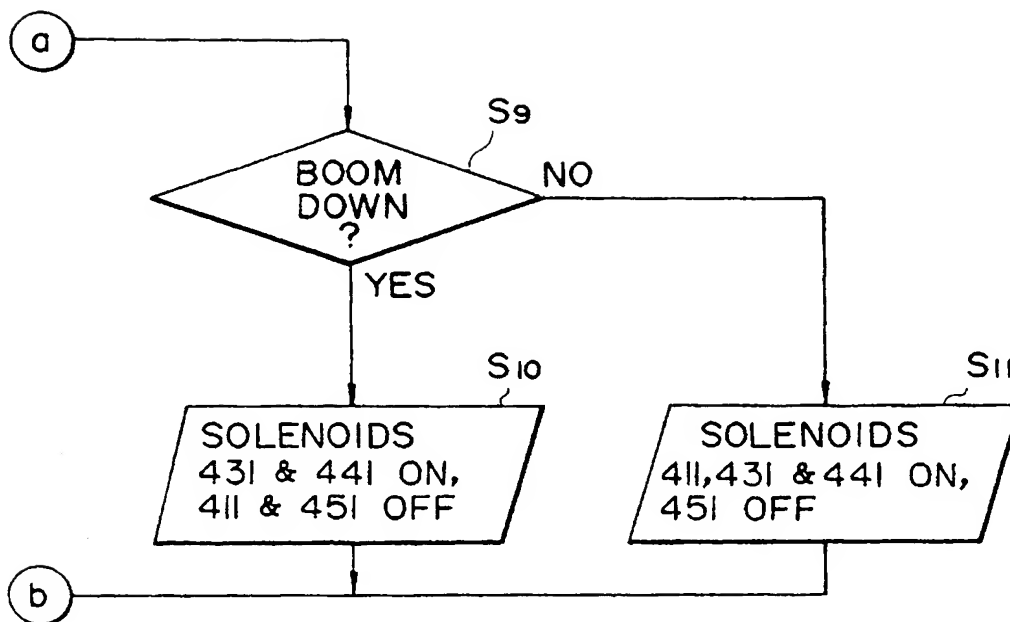 a
S9
BOOM
DOWN
?
NO
YES
S10
SOLENOIDS
431 & 441 ON,
411 & 451 OFF
S11
SOLENOIDS
411,431 & 441 ON,
451 OFF
b